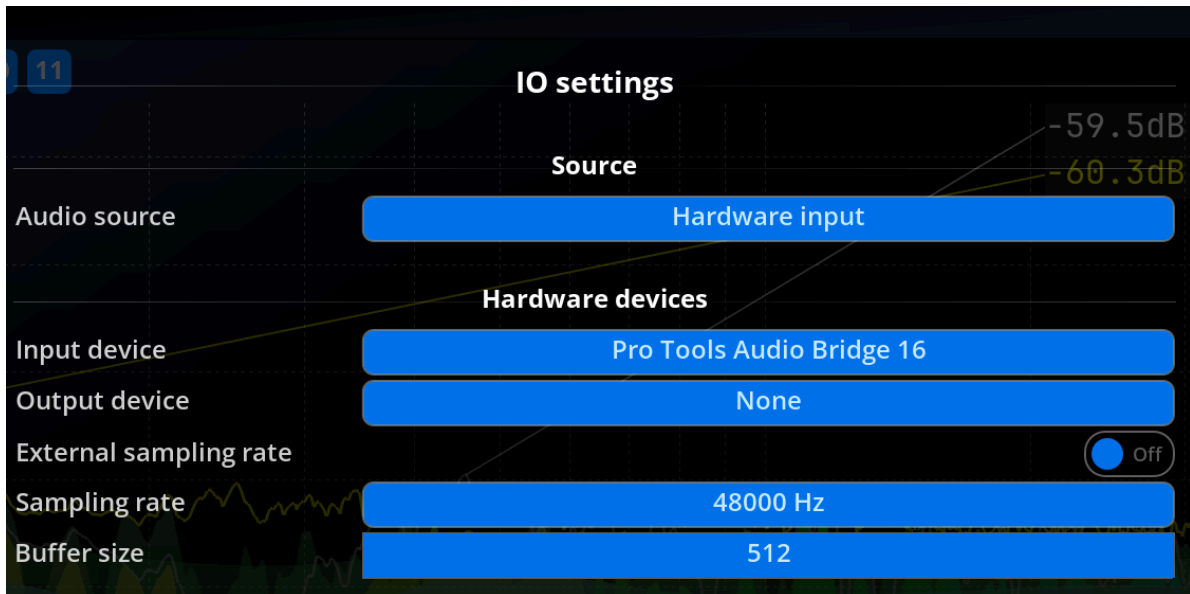 11
IO settings
-59.5dB
Source
-60.3dB
Audio source Hardware input
Hardware devices
Input device Pro Tools Audio Bridge 16
Output device None
External sampling rate Off
Sampling rate 48000 Hz
Buffer size 512